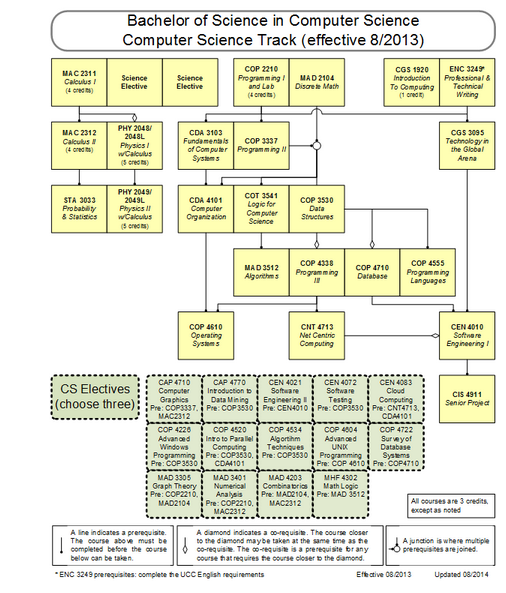 Bachelor of Science in Computer Science
Computer Science Track (effective 8/2013)
MAC 2311
Calculus I
(4 credits)
Science
Elective
Science
Elective
COP 2210
Programming I
and Lab
(4 credits)
MAD 2104
Discrete Math
CGS 1920
Introduction
To Computing
(1 credit)
ENC 3249*
Professional &
Technical
Writing
MAC 2312
Calculus II
(4 credits)
PHY 2048/
2048L
Physics I
w/Calculus
(5 credits)
CDA 3103
Fundamentals
of Computer
Systems
COP 3337
Programming II
CGS 3095
Technology in
the Global
Arena
STA 3033
Probability
& Statistics
PHY 2049/
2049L
Physics II
w/Calculus
(5 credits)
CDA 4101
Computer
Organization
COT 3541
Logic for
Computer
Science
COP 3530
Data
Structures
MAD 3512
Algorithms
COP 4338
Programming
III
COP 4710
Database
COP 4555
Programming
Languages
COP 4610
Operating
Systems
CNT 4713
Net Centric
Computing
CEN 4010
Software
Engineering I
CIS 4911
Senior Project
CS Electives
(choose three)
CAP 4710
Computer
Graphics
Pre: COP3337,
MAC2312
CAP 4770
Introduction to
Data Mining
Pre: COP3530
CEN 4021
Software
Engineering II
Pre: CEN4010
CEN 4072
Software
Testing
Pre: COP3530
CEN 4083
Cloud
Computing
Pre: CNT4713,
CDA4101
COP 4226
Advanced
Windows
Programming
Pre: COP3530
COP 4520
Intro to Parallel
Computing
Pre: COP3530,
CDA4101
COP 4534
Algorithm
Techniques
Pre: COP3530
COP 4604
Advanced
UNIX
Programming
Pre: COP 4610
COP 4722
Survey of
Database
Systems
Pre: COP4710
MAD 3305
Graph Theory
Pre: COP2210,
MAD2104
MAD 3401
Numerical
Analysis
Pre: COP2210,
MAC2312
MAD 4203
Combinatorics
Pre: MAD2104,
MAC2312
MHF 4302
Math Logic
Pre: MAD 3512
All courses are 3 credits,
except as noted
A line indicates a prerequisite.
The course above must be
completed before the course
below can be taken.
A diamond indicates a co-requisite. The course closer
to the diamond may be taken at the same time as the
co-requisite. The co-requisite is a prerequisite for any
course that requires the course closer to the diamond.
A junction is where multiple
prerequisites are joined.
* ENC 3249 prerequisites: complete the UCC English requirements
Effective 08/2013
Updated 08/2014